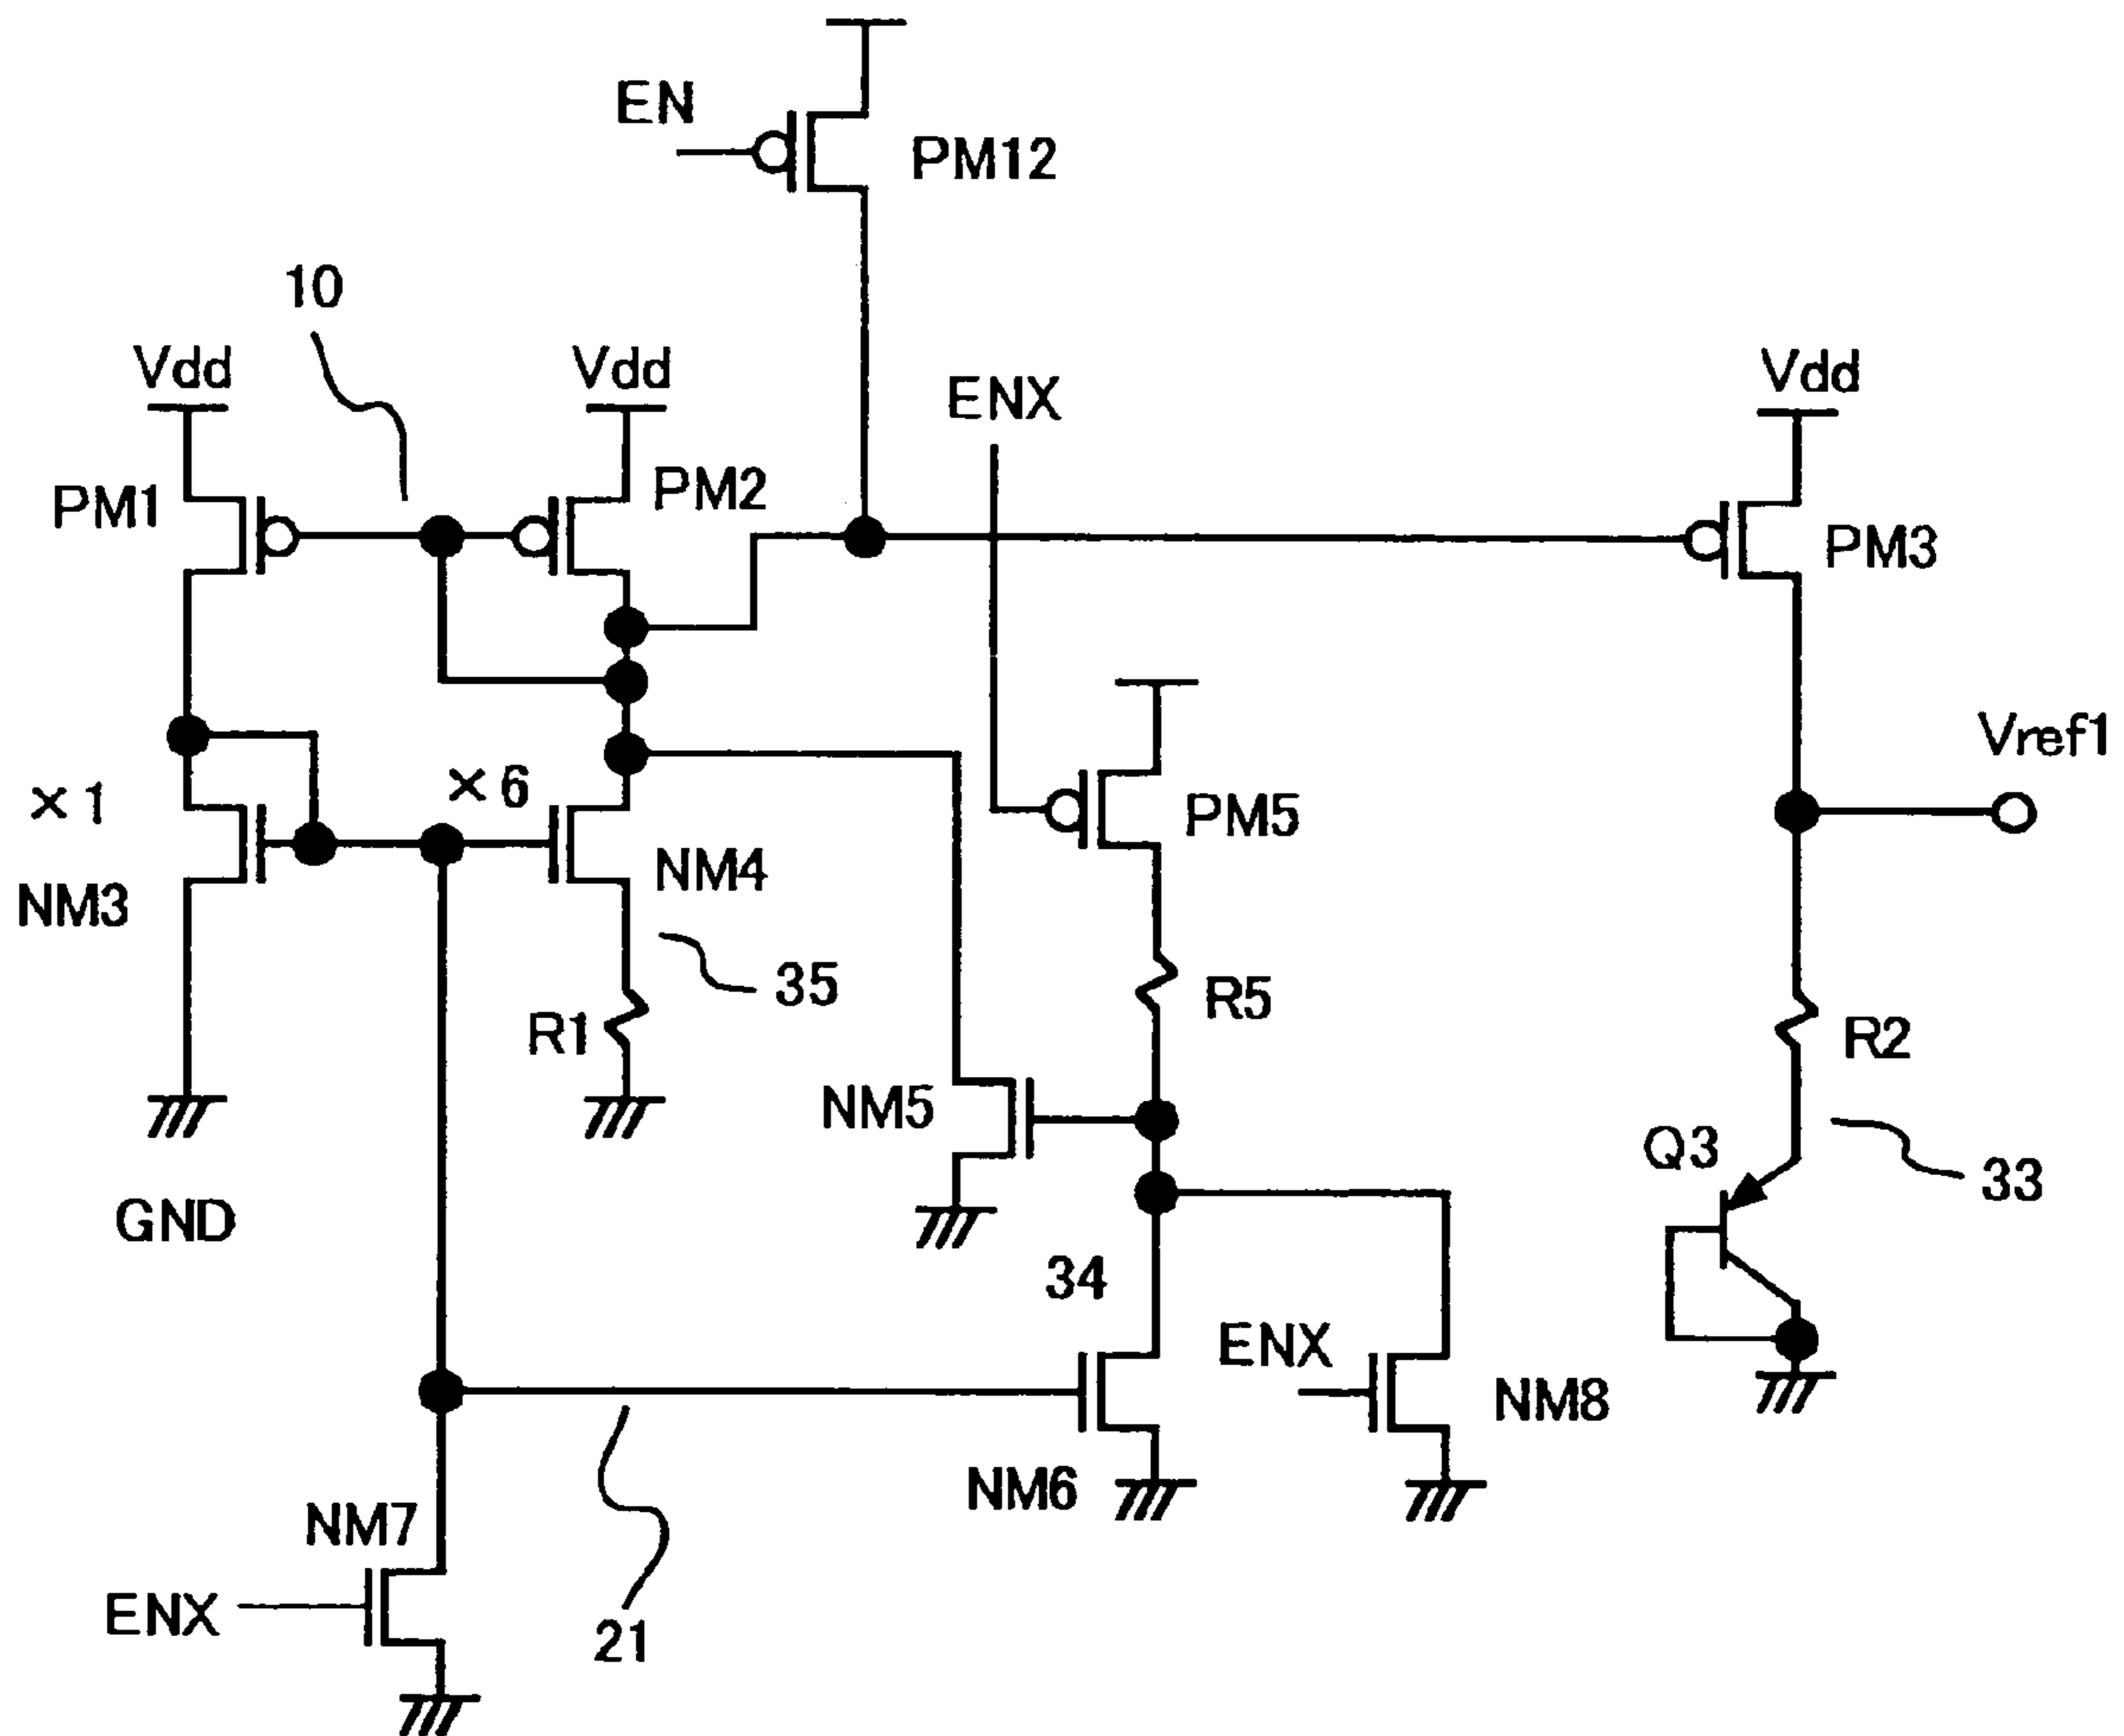 EN
PM12
10
Vdd
Vdd
ENX
Vdd
PM1
PM2
PM3
Vref1
×1
×6
PM5
NM3
NM4
35
R5
R1
R2
NM5
Q3
33
GND
34
ENX
NM8
NM6
NM7
ENX
21